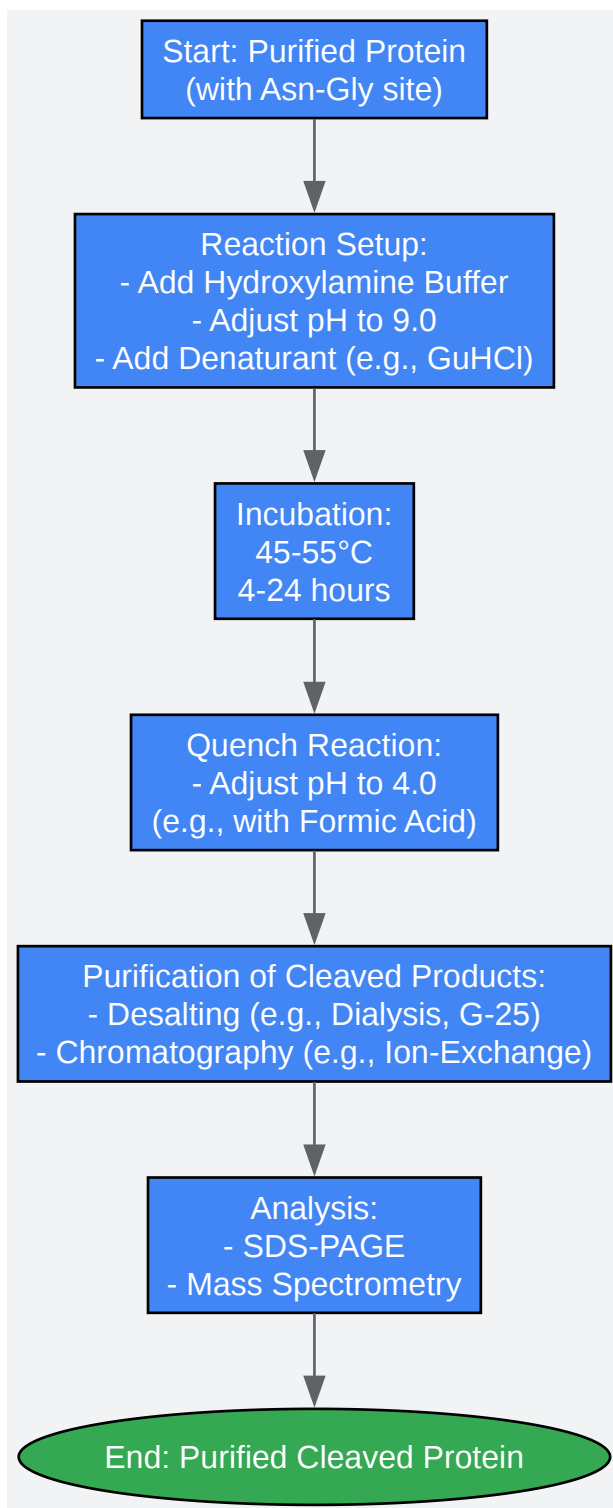 Start: Purified Protein
(with Asn-Gly site)
Reaction Setup:
- Add Hydroxylamine Buffer
- Adjust pH to 9.0
- Add Denaturant (e.g., GuHCl)
Incubation:
45-55°C
4-24 hours
Quench Reaction:
- Adjust pH to 4.0
(e.g., with Formic Acid)
Purification of Cleaved Products:
- Desalting (e.g., Dialysis, G-25)
- Chromatography (e.g., Ion-Exchange)
Analysis:
- SDS-PAGE
- Mass Spectrometry
End: Purified Cleaved Protein